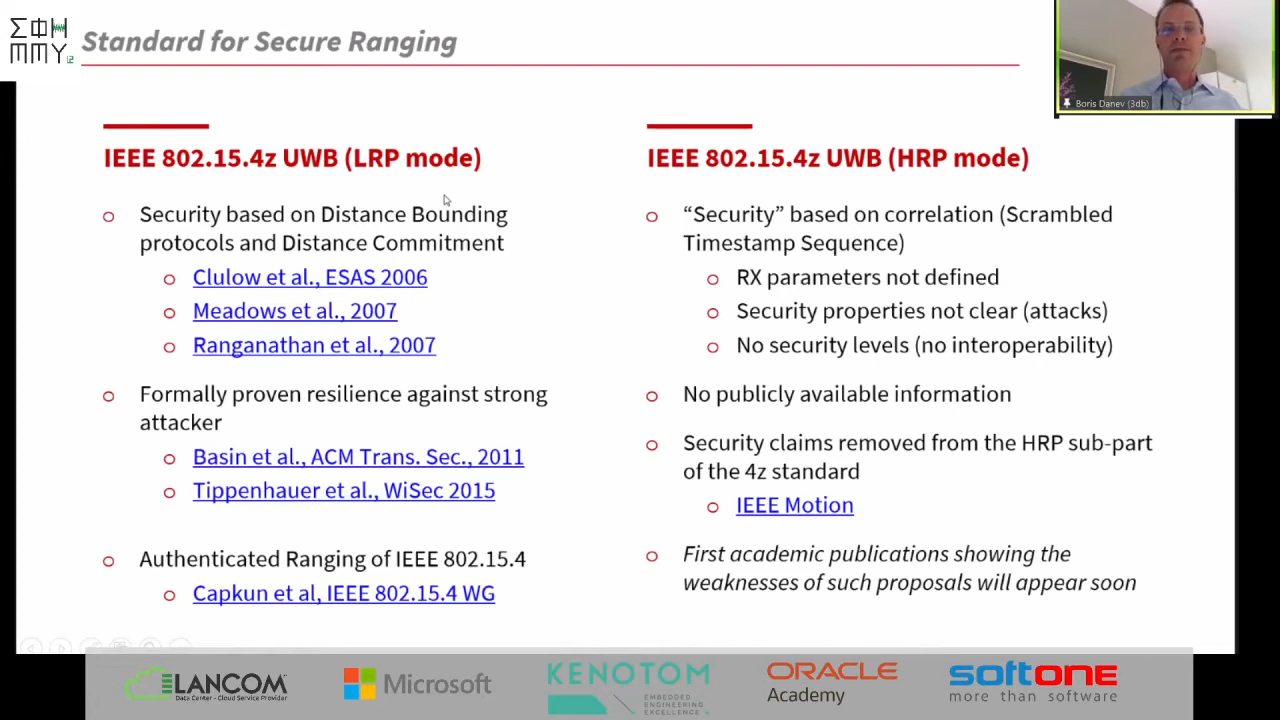 ΣΦΗ
ΜΜΥ 12
Standard for Secure Ranging
Boris Danev (3db)
IEEE 802.15.4z UWB (LRP mode)
Security based on Distance Bounding
protocols and Distance Commitment
Clulow et al., ESAS 2006
Meadows et al., 2007
Ranganathan et al., 2007
Formally proven resilience against strong
attacker
Basin et al., ACM Trans. Sec., 2011
Tippenhauer et al., WiSec 2015
Authenticated Ranging of IEEE 802.15.4
Capkun et al, IEEE 802.15.4 WG
IEEE 802.15.4z UWB (HRP mode)
“Security” based on correlation (Scrambled
Timestamp Sequence)
RX parameters not defined
Security properties not clear (attacks)
No security levels (no interoperability)
No publicly available information
Security claims removed from the HRP sub-part
of the 4z standard
IEEE Motion
First academic publications showing the
weaknesses of such proposals will appear soon
LANCOM
Data Center - Cloud Service Provider
Microsoft
KENOTOM
EMBEDDED
ENGINEERING
EXCELLENCE
ORACLE
Academy
softone
more than software